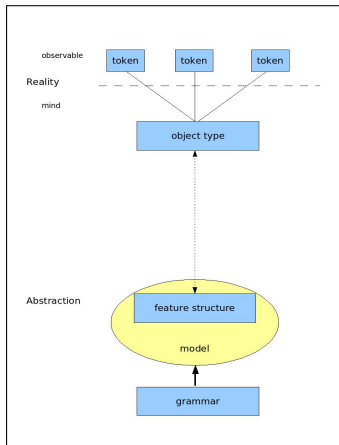 observable
token token token
Reality
mind
object type
Abstraction
feature structure
model
grammar